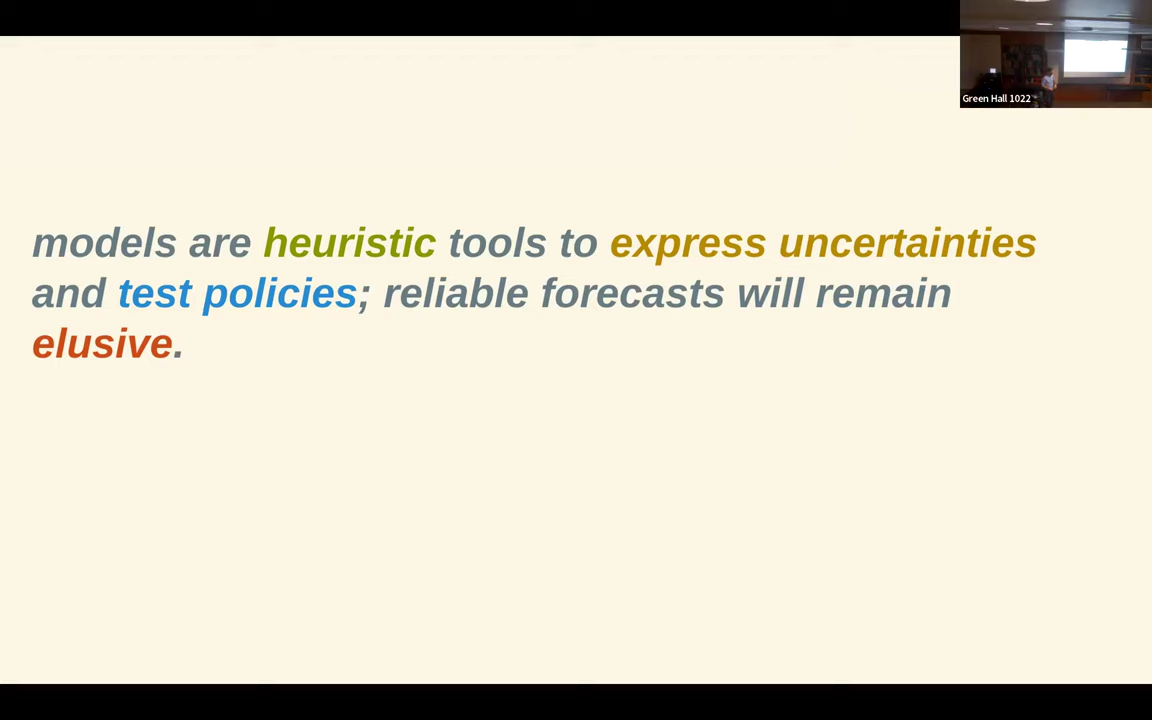 Green Hall 1022
models are heuristic tools to express uncertainties
and test policies; reliable forecasts will remain
elusive.